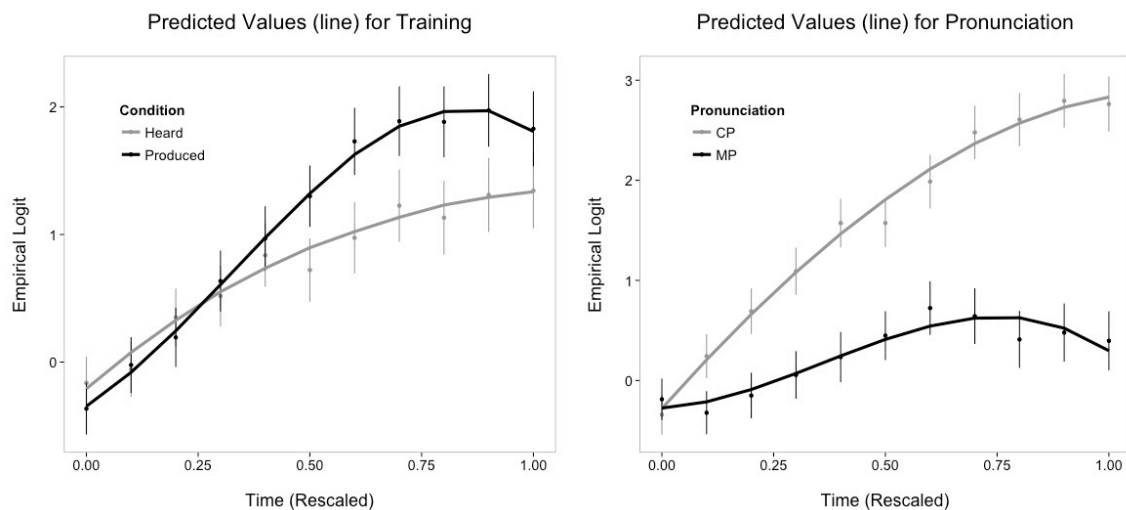 Predicted Values (line) for Training
Empirical Logit
2
1
0
Condition
Heard
Produced
0.00 0.25 0.50 0.75 1.00
Time (Rescaled)
Predicted Values (line) for Pronunciation
Empirical Logit
3
2
1
0
Pronunciation
CP
MP
0.00 0.25 0.50 0.75 1.00
Time (Rescaled)